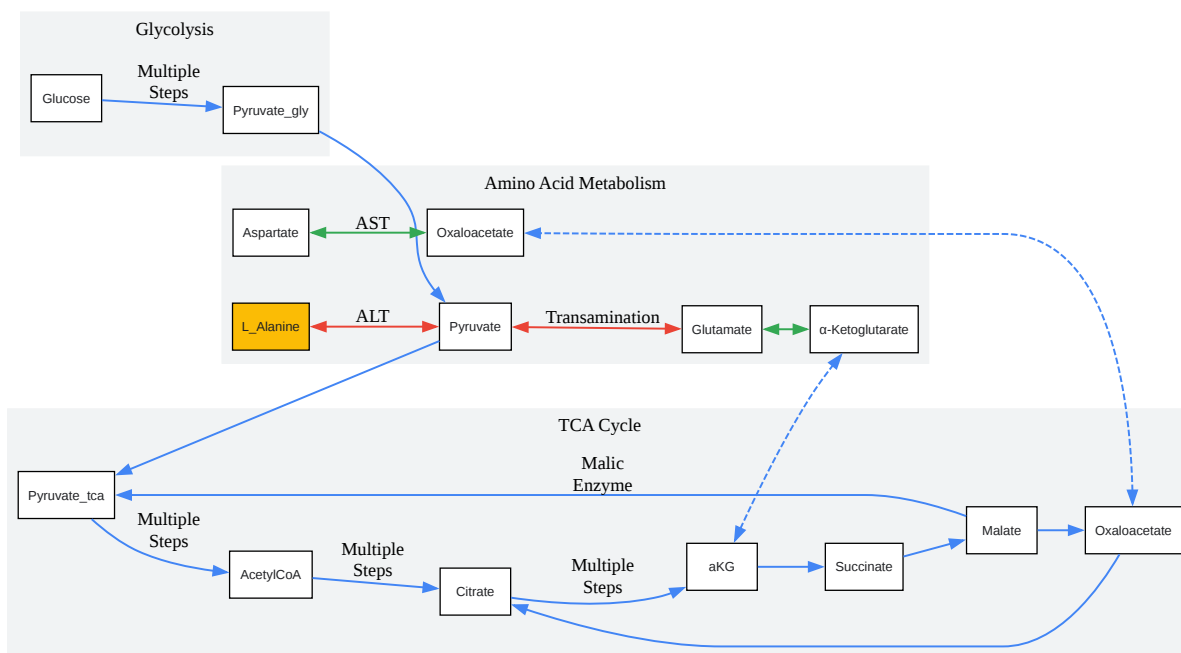 Glycolysis
Multiple
Steps
Glucose
Pyruvate_gly
Amino Acid Metabolism
Aspartate
AST
Oxaloacetate
L_Alanine
ALT
Pyruvate
Transamination
Glutamate
α-Ketoglutarate
TCA Cycle
Malic
Enzyme
Pyruvate_tca
Multiple
Steps
AcetylCoA
Multiple
Steps
Citrate
Multiple
Steps
aKG
Succinate
Malate
Oxaloacetate